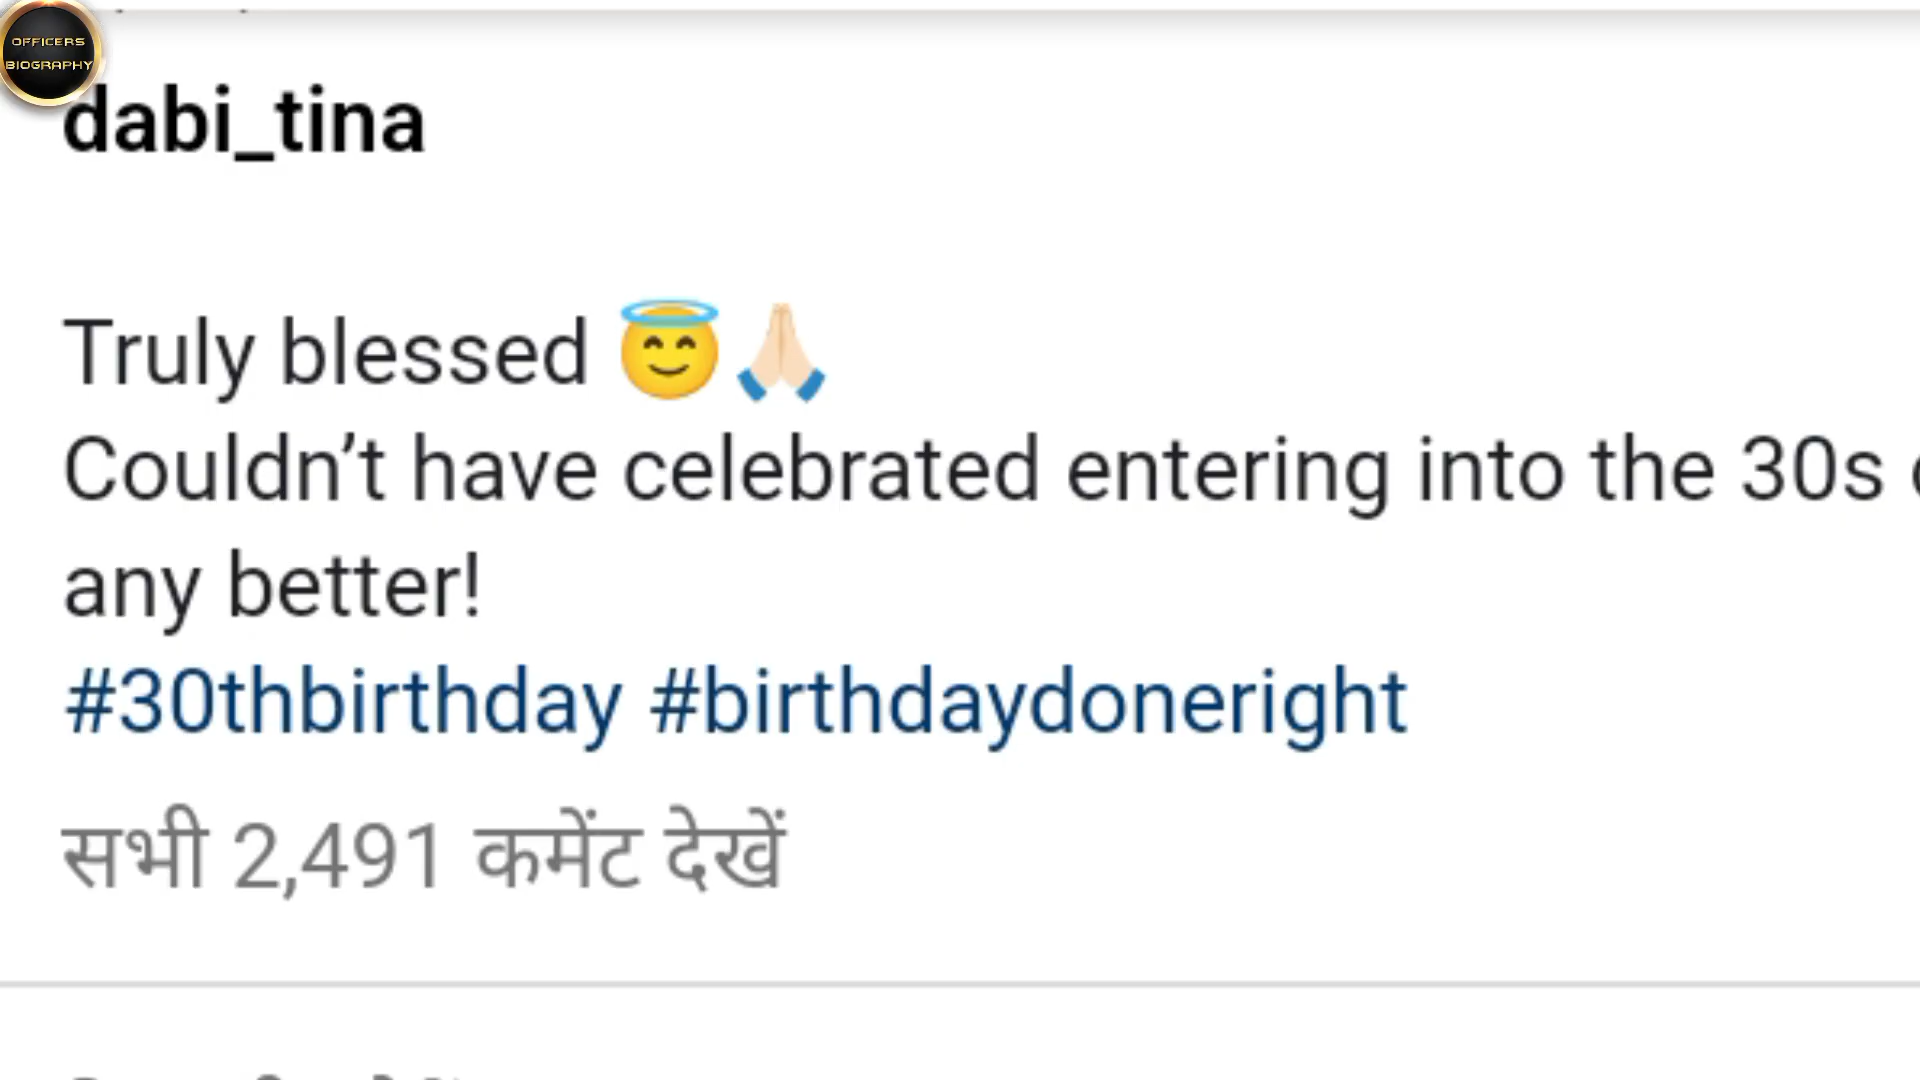 OFFICERS
BIOGRAPHY
dabi_tina
Truly blessed 😇🙏🏻
Couldn’t have celebrated entering into the 30s
any better!
#30thbirthday #birthdaydoneright
सभी 2,491 कमेंट देखें